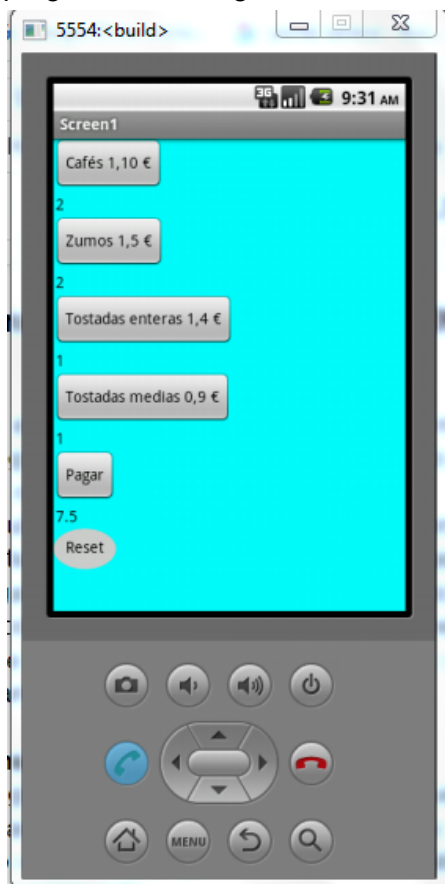 5554:<build>
3G 9:31 AM
Screen1
Cafés 1,10 €
2
Zumos 1,5 €
2
Tostadas enteras 1,4 €
1
Tostadas medias 0,9 €
1
Pagar
7.5
Reset
MENU